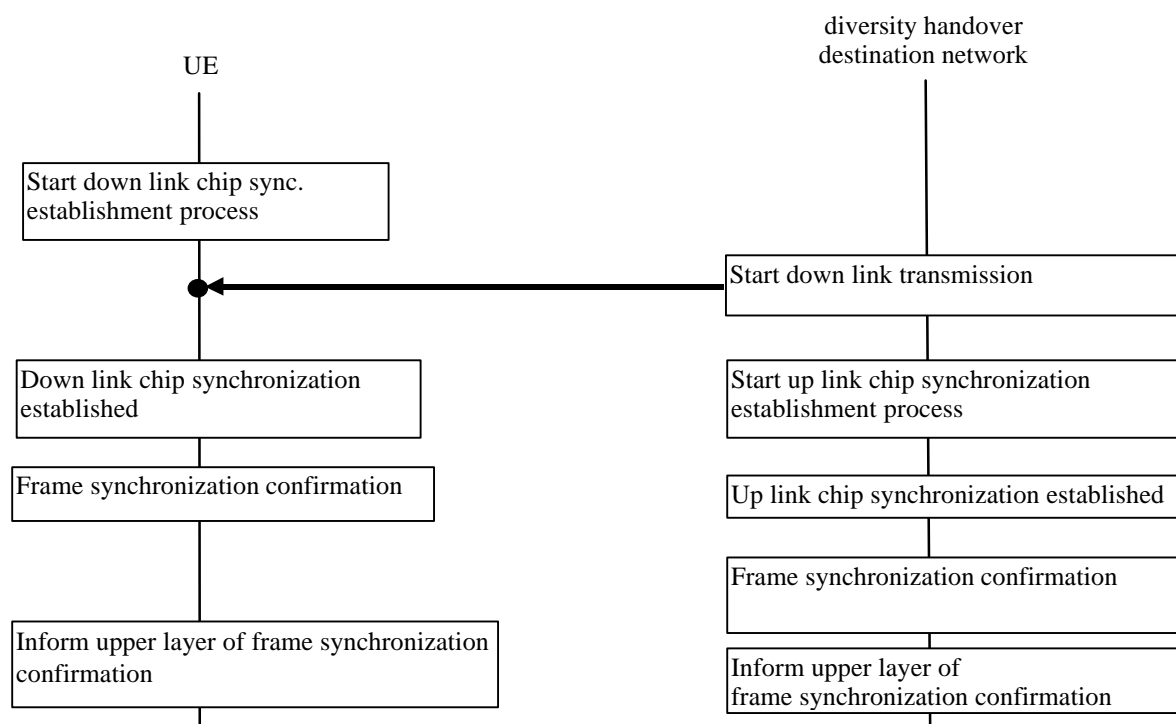 diversity handover
destination network
UE
Start down link chip sync.
establishment process
Start down link transmission
Down link chip synchronization
established
Start up link chip synchronization
establishment process
Frame synchronization confirmation
Up link chip synchronization established
Frame synchronization confirmation
Inform upper layer of frame synchronization
confirmation
Inform upper layer of
frame synchronization confirmation